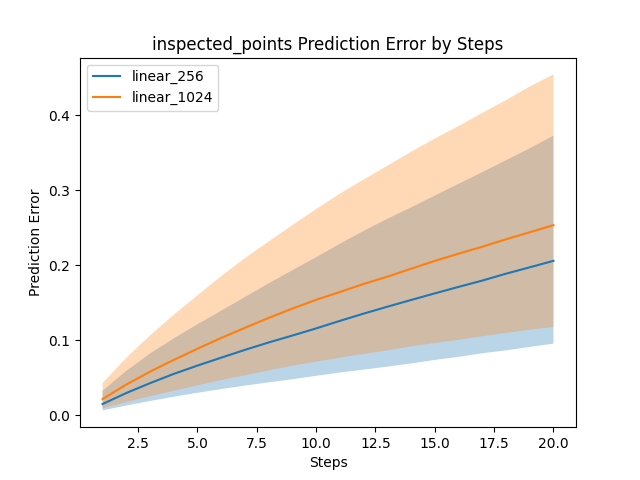 inspected_points Prediction Error by Steps
linear_256
linear_1024
Prediction Error
0.4
0.3
0.2
0.1
0.0
2.5 5.0 7.5 10.0 12.5 15.0 17.5 20.0
Steps